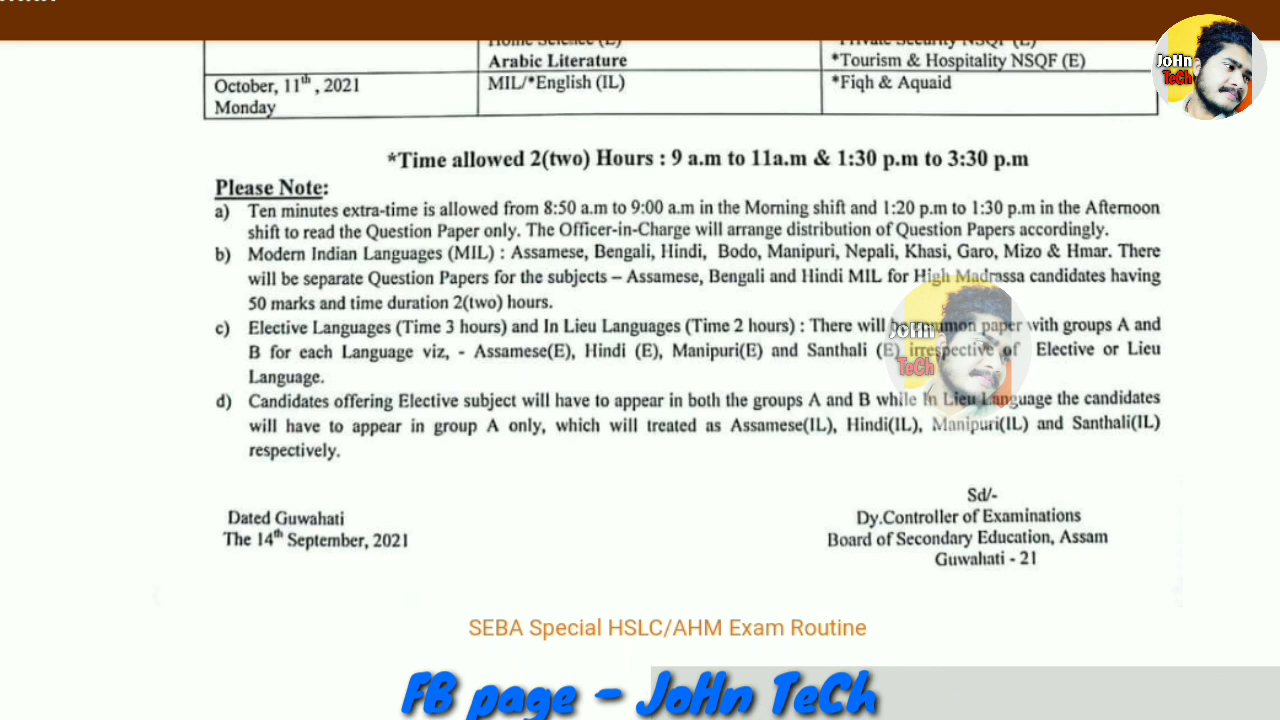 Home Science (E)
*Private Security NSQF (E)
Arabic Literature
*Tourism & Hospitality NSQF (E)
October, 11th , 2021
Monday
MIL/*English (IL)
*Fiqh & Aquaid
*Time allowed 2(two) Hours : 9 a.m to 11a.m & 1:30 p.m to 3:30 p.m
Please Note:
a) Ten minutes extra-time is allowed from 8:50 a.m to 9:00 a.m in the Morning shift and 1:20 p.m to 1:30 p.m in the Afternoon
shift to read the Question Paper only. The Officer-in-Charge will arrange distribution of Question Papers accordingly.
b) Modern Indian Languages (MIL) : Assamese, Bengali, Hindi, Bodo, Manipuri, Nepali, Khasi, Garo, Mizo & Hmar. There
will be separate Question Papers for the subjects – Assamese, Bengali and Hindi MIL for High Madrassa candidates having
50 marks and time duration 2(two) hours.
c) Elective Languages (Time 3 hours) and In Lieu Languages (Time 2 hours) : There will be common paper with groups A and
B for each Language viz, - Assamese(E), Hindi (E), Manipuri(E) and Santhali (E) irrespective of Elective or Lieu
Language.
d) Candidates offering Elective subject will have to appear in both the groups A and B while In Lieu Language the candidates
will have to appear in group A only, which will treated as Assamese(IL), Hindi(IL), Manipuri(IL) and Santhali(IL)
respectively.
Dated Guwahati
The 14th September, 2021
Sd/-
Dy.Controller of Examinations
Board of Secondary Education, Assam
Guwahati - 21
SEBA Special HSLC/AHM Exam Routine
FB page - JoHn TeCh
JoHn
TeCh
JoHn
TeCh